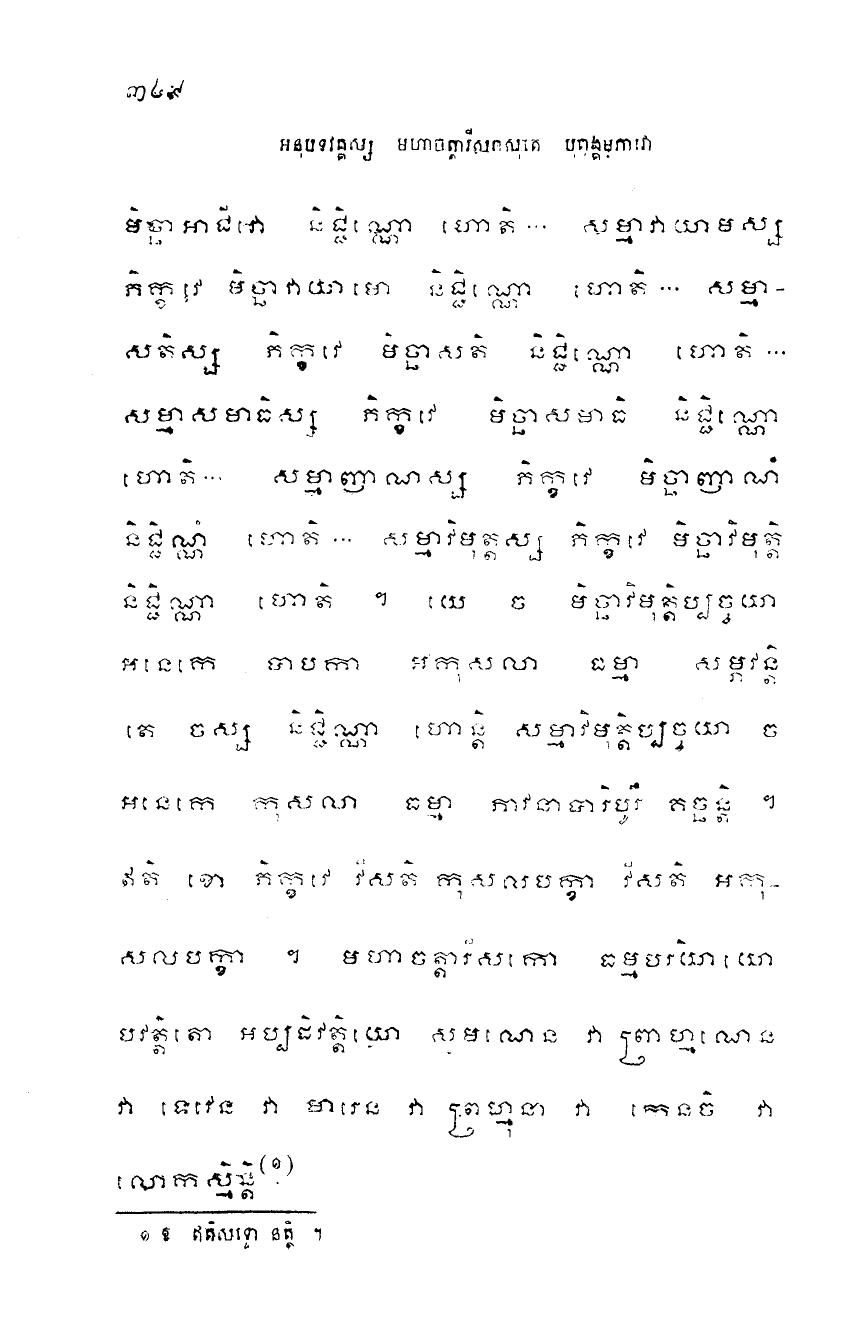 ៣៤៩
អនុបទវគ្គស្ស មហាចត្តារីសកសុត្តេ បុព្វង្គមភាវោ
មិច្ឆាអាជីវោ និជ្ជិណ្ណោ ហោតិ… សម្មាវាយាមស្ស
ភិក្ខវេ មិច្ឆាវាយាមោ និជ្ជិណ្ណោ ហោតិ… សម្មា-
សតិស្ស ភិក្ខវេ មិច្ឆាសតិ និជ្ជិណ្ណា ហោតិ…
សម្មាសមាធិស្ស ភិក្ខវេ មិច្ឆាសមាធិ និជ្ជិណ្ណោ
ហោតិ… សម្មាញាណស្ស ភិក្ខវេ មិច្ឆាញាណំ
និជ្ជិណ្ណំ ហោតិ… សម្មាវិមុត្តស្ស ភិក្ខវេ មិច្ឆាវិមុត្តិ
និជ្ជិណ្ណា ហោតិ ។ យេ ច មិច្ឆាវិមុត្តិប្បច្ចយា
អនេកេ បាបកា អកុសលា ធម្មា សម្ភវន្តិ
តេ ចស្ស និជ្ជិណ្ណា ហោន្តិ សម្មាវិមុត្តិប្បច្ចយា ច
អនេកេ កុសលា ធម្មា ភាវនាបារិបូរឹ គច្ឆន្តិ ។
ឥតិ ខោ ភិក្ខវេ វីសតិ កុសលបក្ខា វីសតិ អកុ-
សលបក្ខា ។ មហាចត្តារីសកោ ធម្មបរិយាយោ
បវត្តិតោ អប្បដិវត្តិយោ សមណេន វា ព្រាហ្មណេន
វា ទេវេន វា មារេន វា ព្រហ្មុនា វា កេនចិ វា
លោកស្មិន្តិ(១)
១ ឱ ឥតិសទ្ទោ នត្ថិ ។